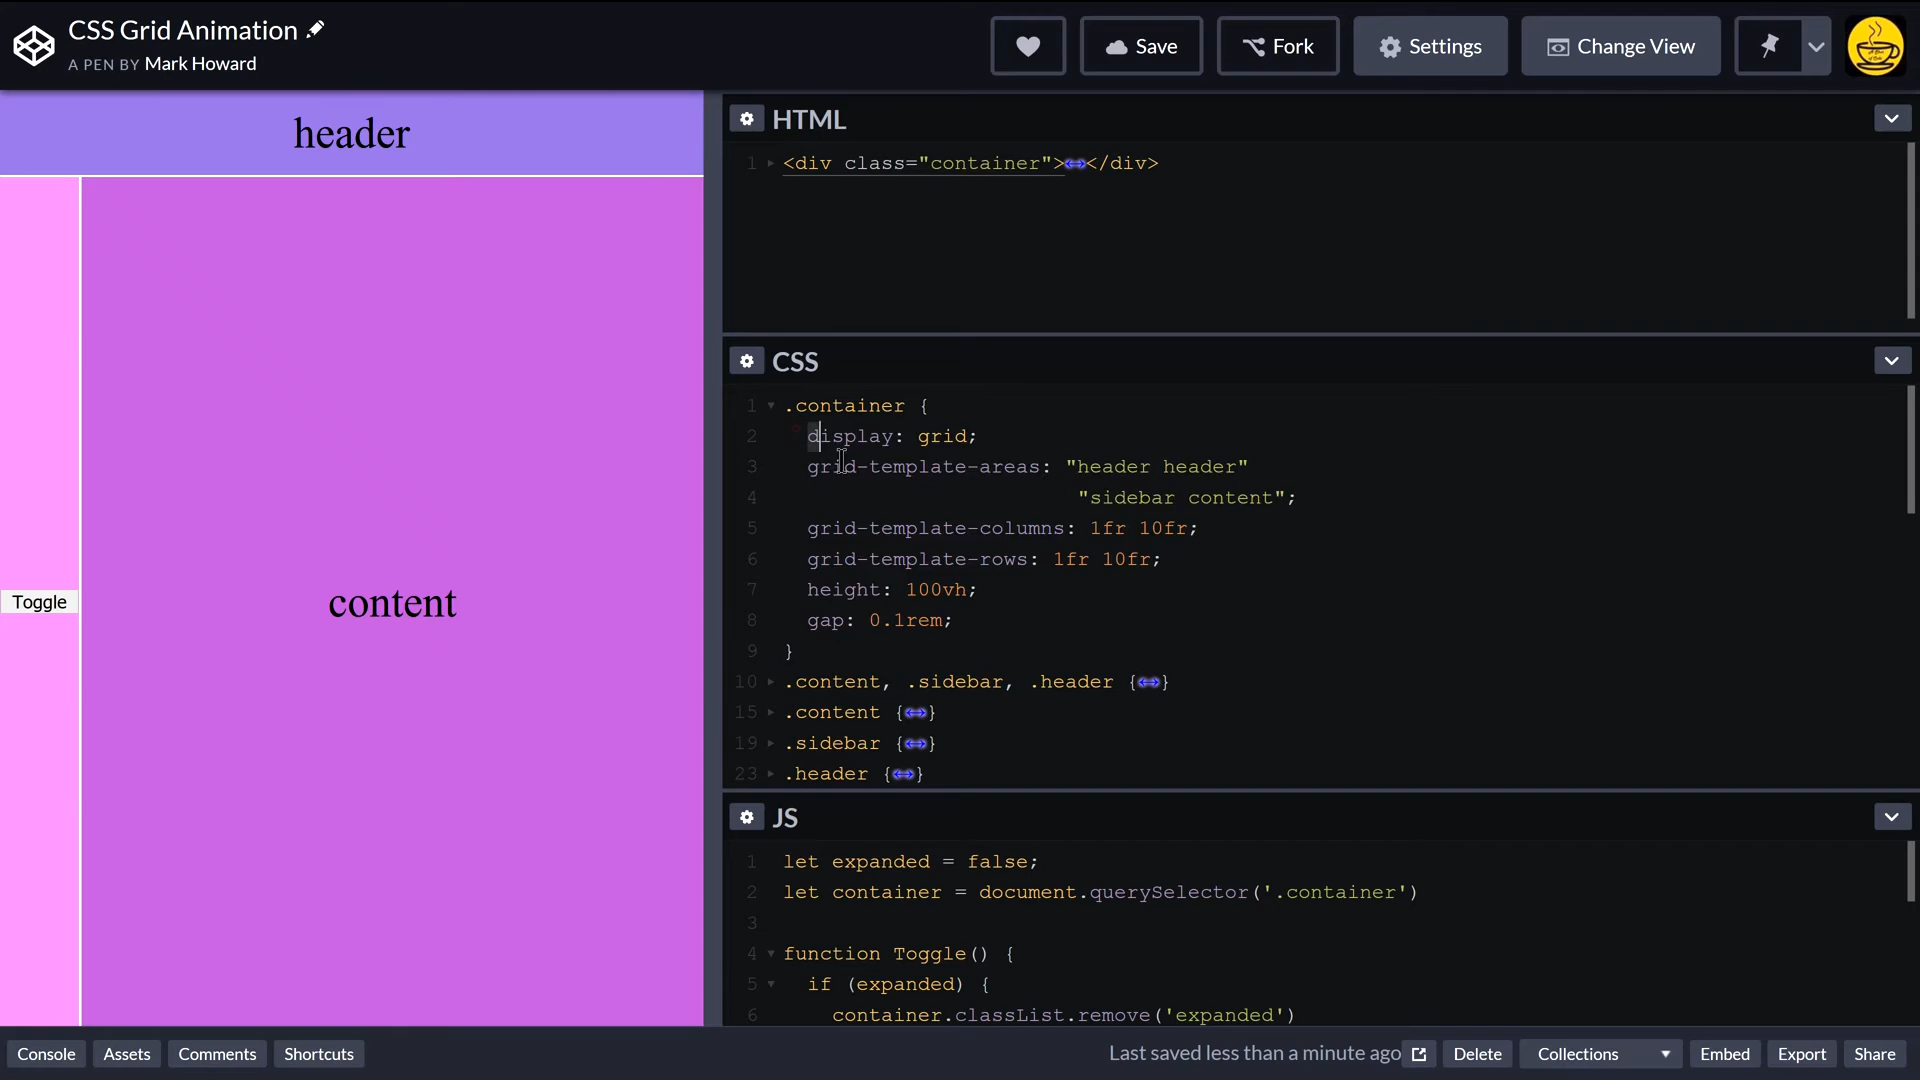 CSS Grid Animation
A PEN BY Mark Howard
Save
Fork
Settings
Change View
header
Toggle
content
HTML
1 <div class="container"></div>
CSS
1 .container {
2 display: grid;
3 grid-template-areas: "header header"
4 "sidebar content";
5 grid-template-columns: 1fr 10fr;
6 grid-template-rows: 1fr 10fr;
7 height: 100vh;
8 gap: 0.1rem;
9 }
10 .content, .sidebar, .header {}
15 .content {}
19 .sidebar {}
23 .header {}
JS
1 let expanded = false;
2 let container = document.querySelector('.container')
3
4 function Toggle() {
5 if (expanded) {
6 container.classList.remove('expanded')
Console Assets Comments Shortcuts Last saved less than a minute ago Delete Collections Embed Export Share